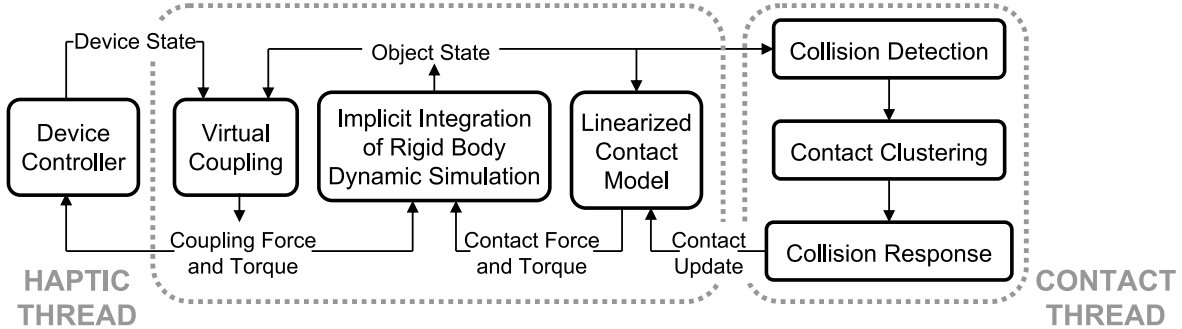 Device State
Object State
Collision Detection
Device
Controller
Virtual
Coupling
Implicit Integration
of Rigid Body
Dynamic Simulation
Linearized
Contact
Model
Contact Clustering
Coupling Force
and Torque
Contact Force
and Torque
Contact
Update
Collision Response
HAPTIC
THREAD
CONTACT
THREAD